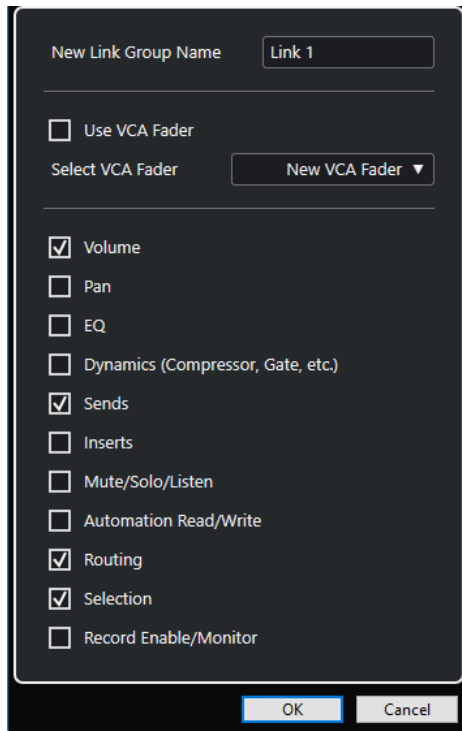 New Link Group Name Link 1
Use VCA Fader
Select VCA Fader New VCA Fader
Volume
Pan
EQ
Dynamics (Compressor, Gate, etc.)
Sends
Inserts
Mute/Solo/Listen
Automation Read/Write
Routing
Selection
Record Enable/Monitor
OK Cancel